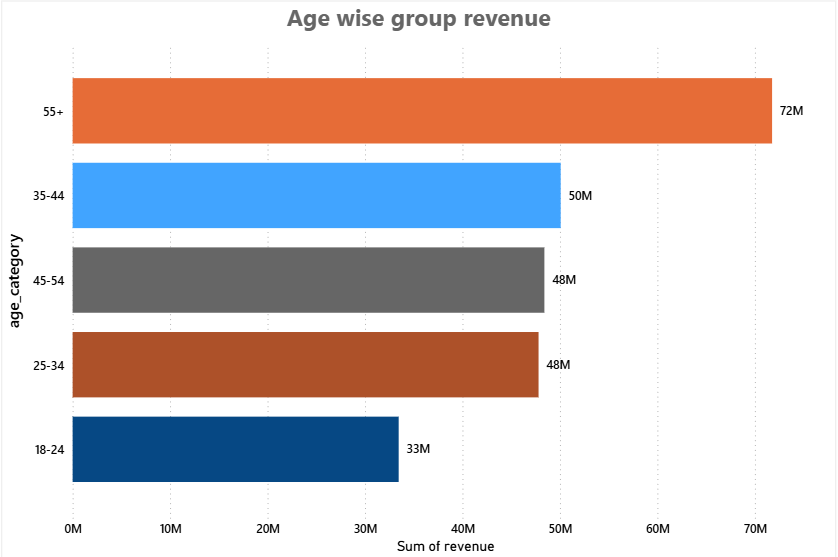 Age wise group revenue
age_category
55+
72M
35-44
50M
45-54
48M
25-34
48M
18-24
33M
0M 10M 20M 30M 40M 50M 60M 70M
Sum of revenue